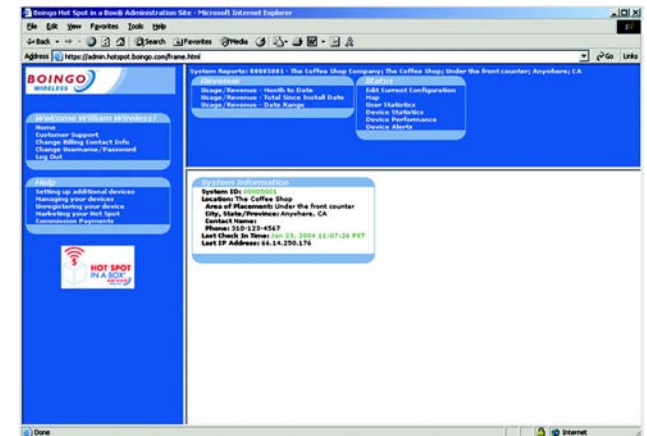 Boingo Hot Spot in a Box® Administration Site - Microsoft Internet Explorer
File Edit View Favorites Tools Help
Back Search Favorites Media
Address https://admin.hotspot.boingo.com/frame.html Go Links
BOINGO
WIRELESS
System Reports: 00005001 - The Coffee Shop Company; The Coffee Shop; Under the front counter; Anywhere; CA
Revenue
Usage/Revenue - Month to Date
Usage/Revenue - Total Since Install Date
Usage/Revenue - Date Range
Status
Edit Current Configuration
Map
User Statistics
Device Statistics
Device Performance
Device Alerts
Welcome William Wireless!
Home
Customer Support
Change Billing Contact Info
Change Username/Password
Log Out
Help
Setting up additional devices
Managing your devices
Unregistering your device
Marketing your Hot Spot
Commission Payments
HOT SPOT
IN A BOX
System Information
System ID: 00005001
Location: The Coffee Shop
Area of Placement: Under the front counter
City, State/Province: Anywhere, CA
Contact Name:
Phone: 310-123-4567
Last Check In Time: Jan 23, 2004 11:07:26 PST
Last IP Address: 66.14.250.176
Done
Internet